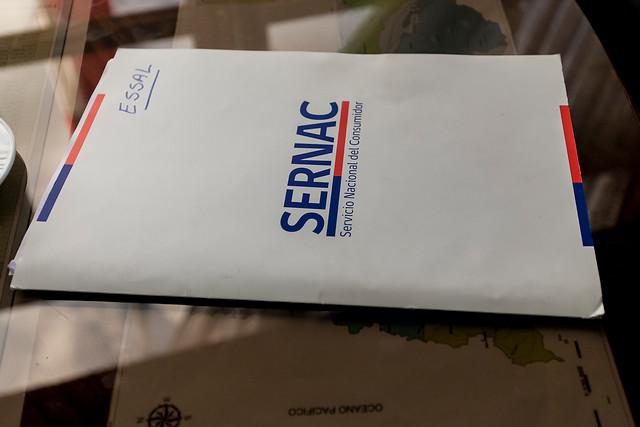 ESSAL
SERNAC
Servicio Nacional del Consumidor
OCEANO PACIFICO